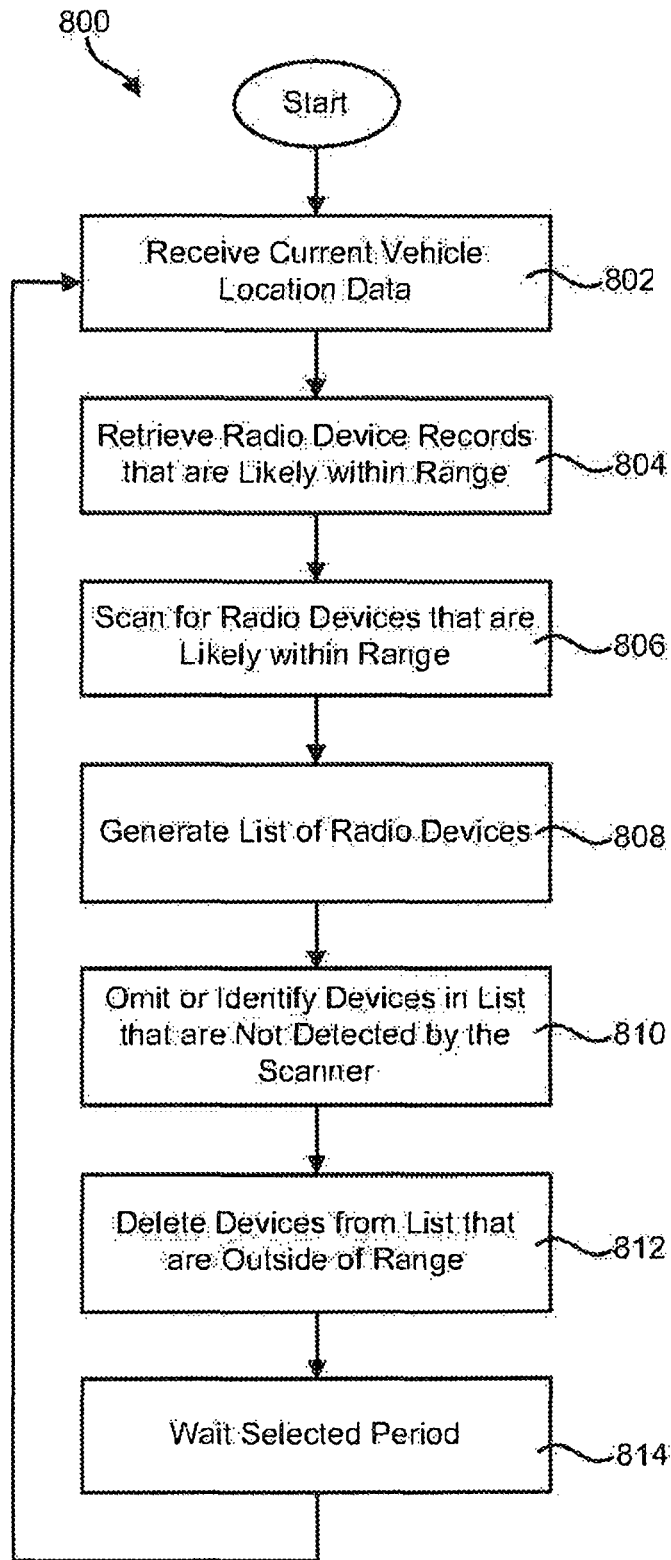 800
Start
Receive Current Vehicle
Location Data
802
Retrieve Radio Device Records
that are Likely within Range
804
Scan for Radio Devices that are
Likely within Range
806
Generate List of Radio Devices
808
Omit or Identify Devices in List
that are Not Detected by the
Scanner
810
Delete Devices from List that
are Outside of Range
812
Wait Selected Period
814